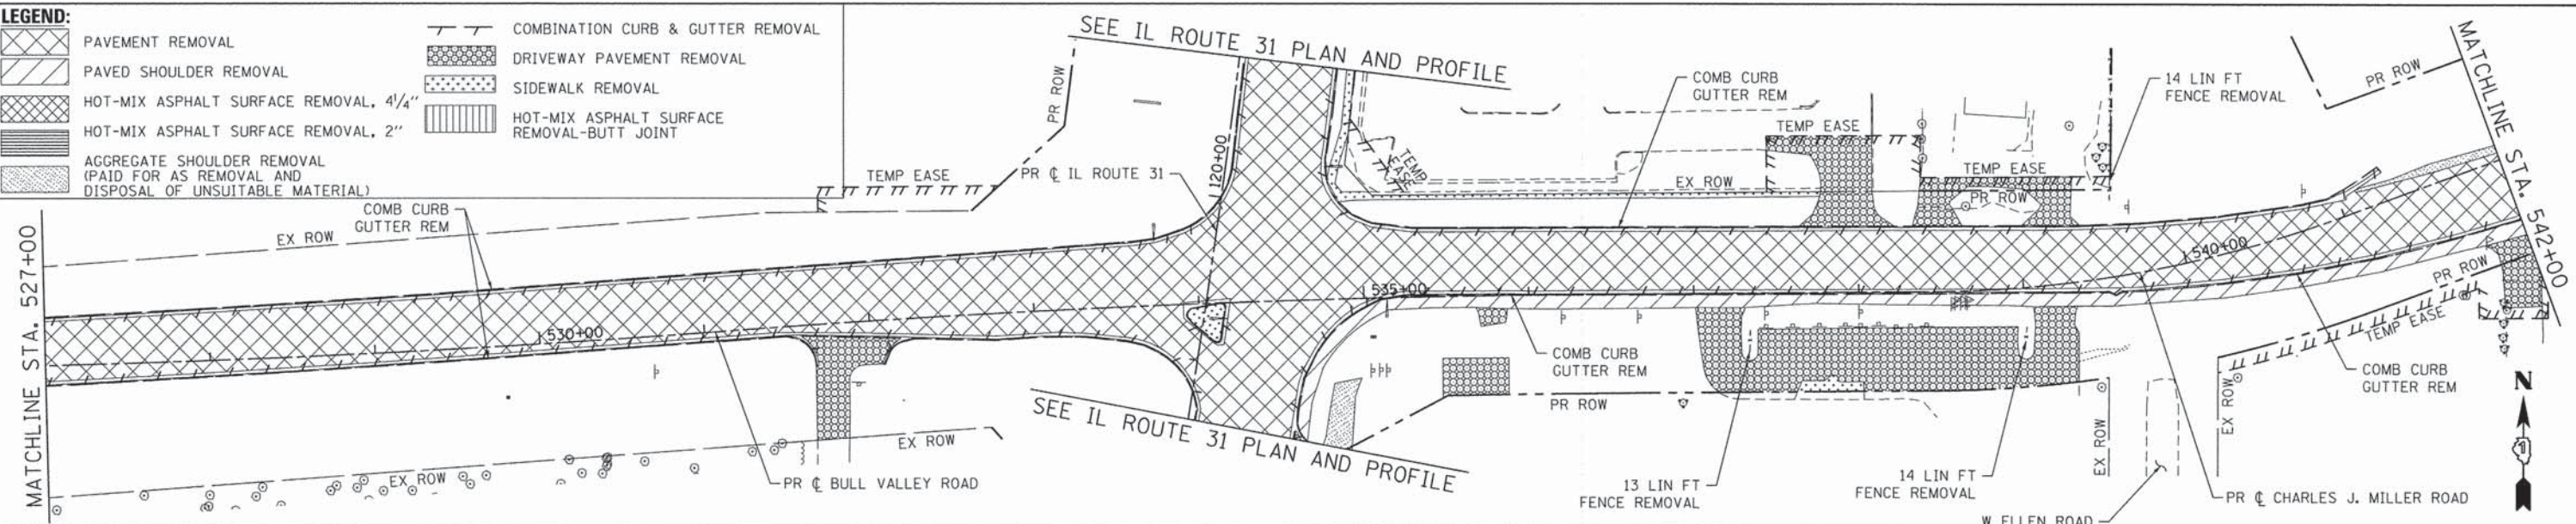 LEGEND:
PAVEMENT REMOVAL
PAVED SHOULDER REMOVAL
HOT-MIX ASPHALT SURFACE REMOVAL, 4¼"
HOT-MIX ASPHALT SURFACE REMOVAL, 2"
AGGREGATE SHOULDER REMOVAL
(PAID FOR AS REMOVAL AND
DISPOSAL OF UNSUITABLE MATERIAL)
COMBINATION CURB & GUTTER REMOVAL
DRIVEWAY PAVEMENT REMOVAL
SIDEWALK REMOVAL
HOT-MIX ASPHALT SURFACE
REMOVAL-BUTT JOINT
MATCHLINE STA. 527+00
EX ROW
COMB CURB
GUTTER REM
TEMP EASE
PR ROW
PR ℄ IL ROUTE 31
120+00
SEE IL ROUTE 31 PLAN AND PROFILE
TEMP
EASE
EX ROW
COMB CURB
GUTTER REM
TEMP EASE
TEMP EASE
PR ROW
14 LIN FT
FENCE REMOVAL
PR ROW
MATCHLINE STA. 542+00
530+00
535+00
540+00
EX ROW
EX ROW
PR ℄ BULL VALLEY ROAD
SEE IL ROUTE 31 PLAN AND PROFILE
COMB CURB
GUTTER REM
PR ROW
13 LIN FT
FENCE REMOVAL
14 LIN FT
FENCE REMOVAL
EX ROW
W ELLEN ROAD
EX ROW
TEMP EASE
PR ROW
COMB CURB
GUTTER REM
PR ℄ CHARLES J. MILLER ROAD
N